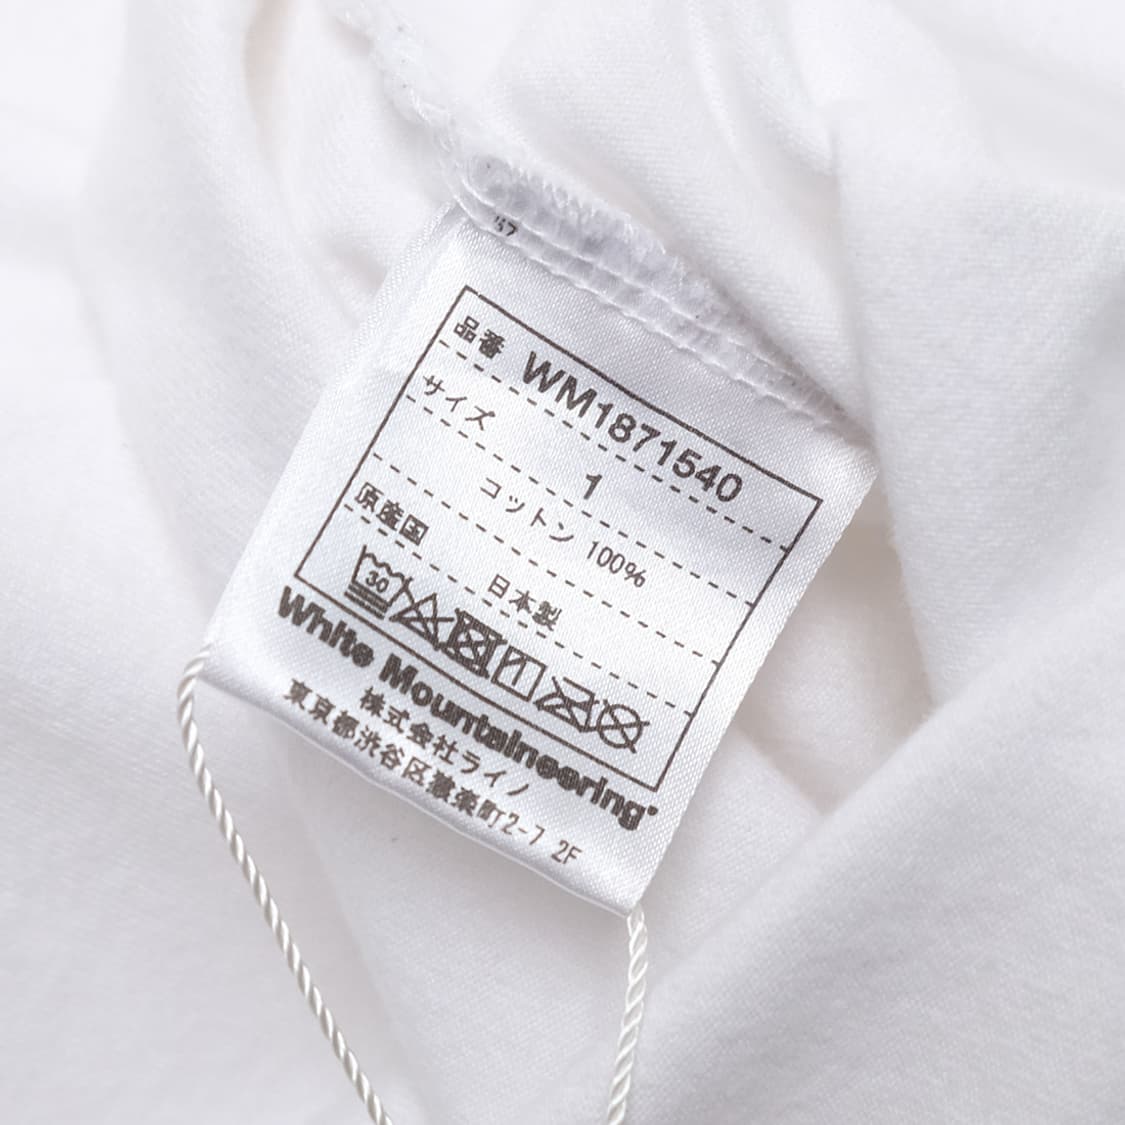 品番 WM1871540
サイズ 1
コットン 100%
原産国 日本製
30
White Mountaineering
株式会社ライノ
東京都渋谷区猿楽町2-7 2F